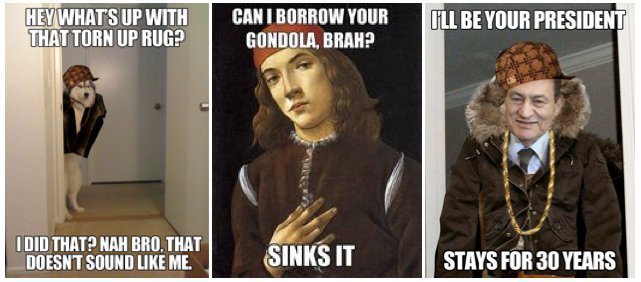 HEY WHAT'S UP WITH
THAT TORN UP RUG?
I DID THAT? NAH BRO, THAT
DOESN'T SOUND LIKE ME.
CAN I BORROW YOUR
GONDOLA, BRAH?
SINKS IT
I'LL BE YOUR PRESIDENT
STAYS FOR 30 YEARS